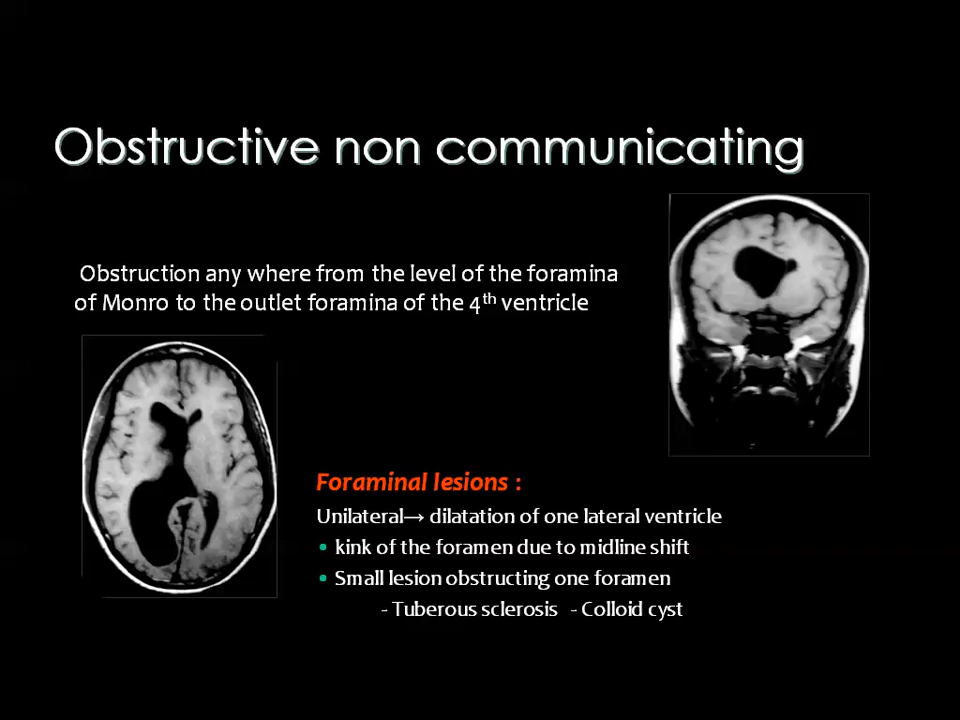 Obstructive non communicating
Obstruction any where from the level of the foramina
of Monro to the outlet foramina of the 4th ventricle
Foraminal lesions :
Unilateral→ dilatation of one lateral ventricle
• kink of the foramen due to midline shift
• Small lesion obstructing one foramen
- Tuberous sclerosis - Colloid cyst